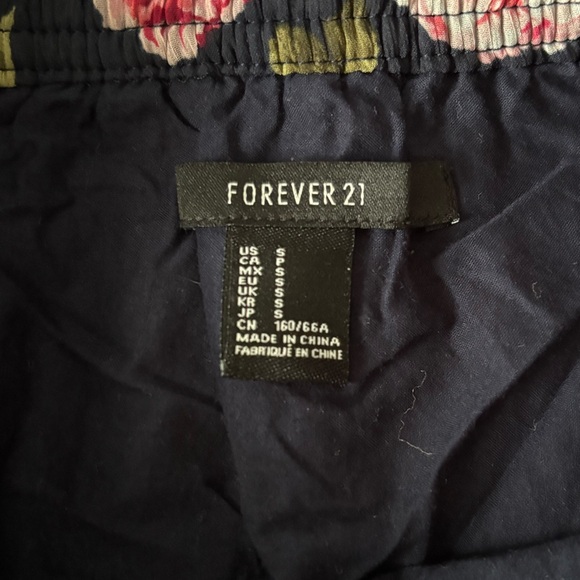 FOREVER 21
US S
CA P
MX S
EU S
UK S
KR S
JP S
CN 160/66A
MADE IN CHINA
FABRIQUÉ EN CHINE